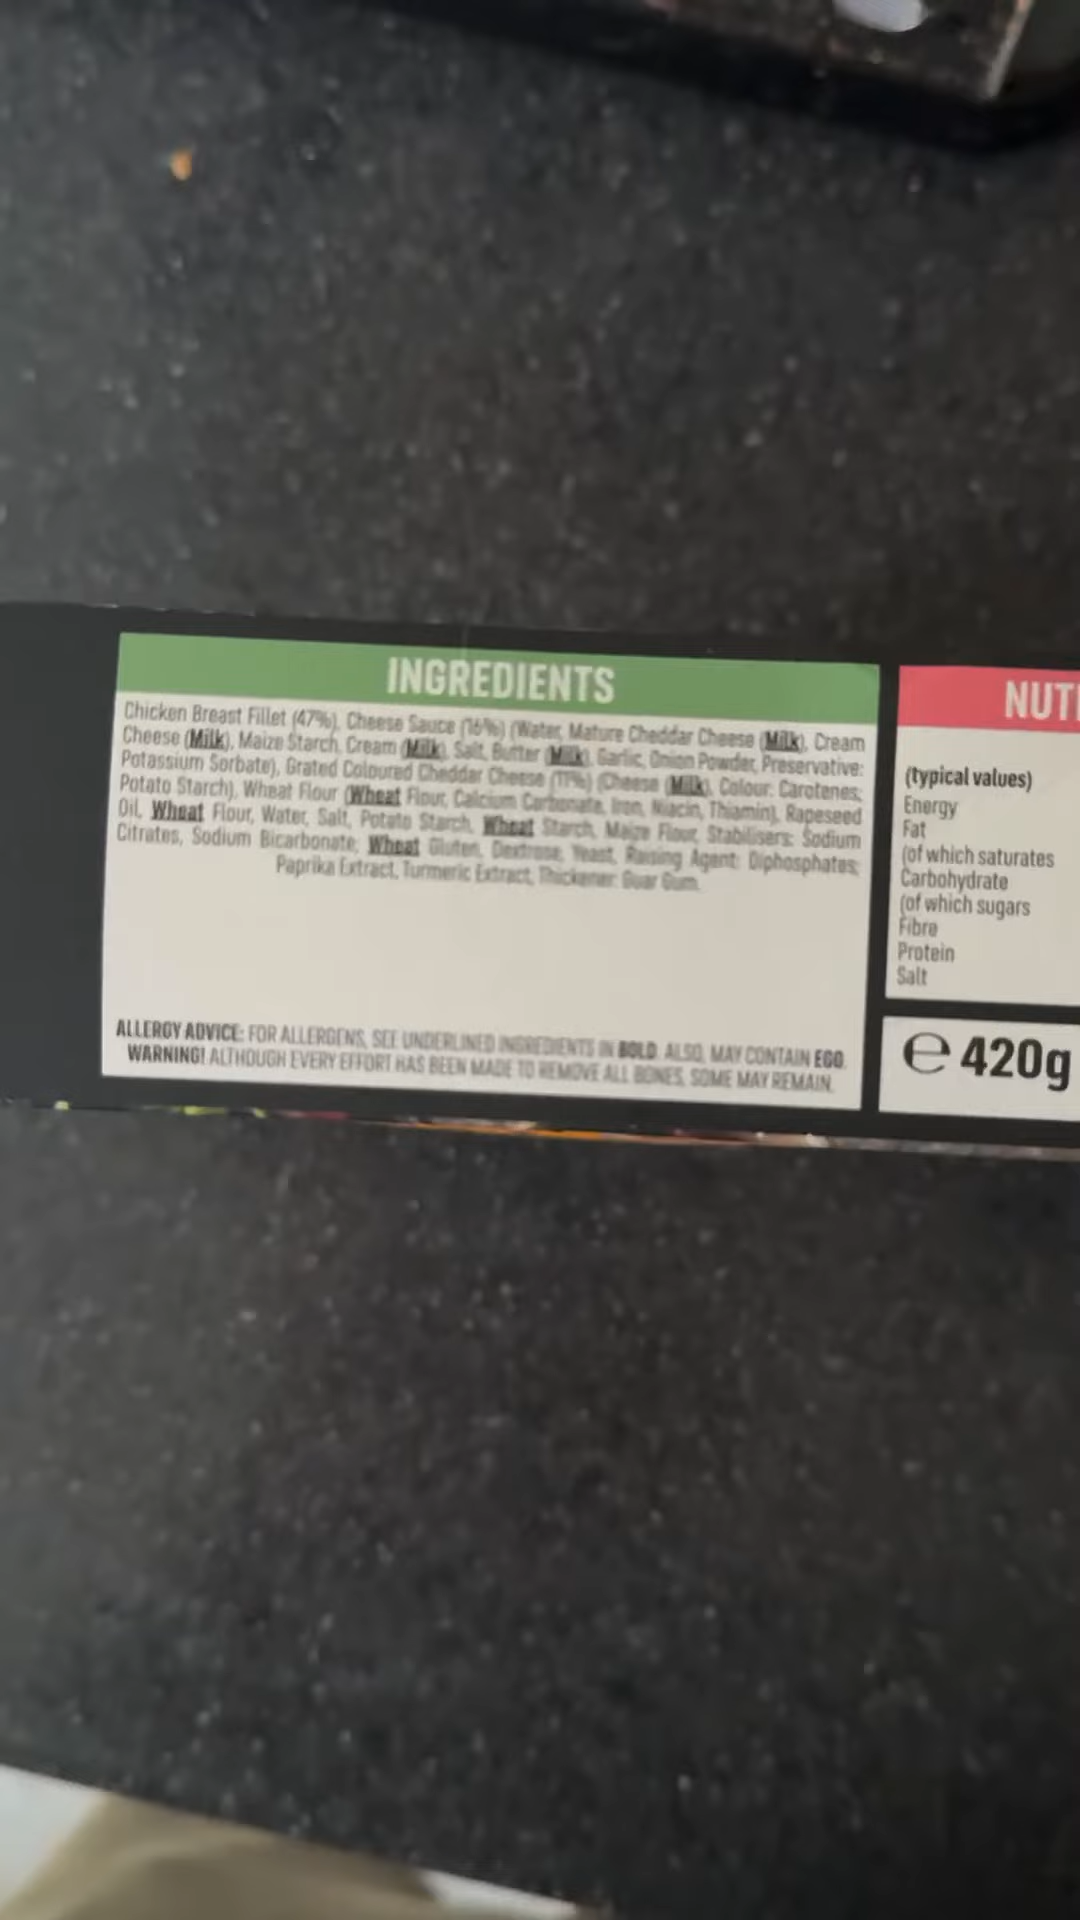 INGREDIENTS
Chicken Breast Fillet (47%), Cheese Sauce (16%) (Water, Mature Cheddar Cheese (Milk), Cream
Cheese (Milk), Maize Starch, Cream (Milk), Salt, Butter (Milk), Garlic, Onion Powder, Preservative:
Potassium Sorbate), Grated Coloured Cheddar Cheese (11%) (Cheese (Milk), Colour: Carotenes;
Potato Starch), Wheat Flour (Wheat Flour, Calcium Carbonate, Iron, Niacin, Thiamin), Rapeseed
Oil, Wheat Flour, Water, Salt, Potato Starch, Wheat Starch, Maize Flour, Stabilisers: Sodium
Citrates, Sodium Bicarbonate; Wheat Gluten, Dextrose, Yeast, Raising Agent: Diphosphates;
Paprika Extract, Turmeric Extract, Thickener: Guar Gum.
ALLERGY ADVICE: FOR ALLERGENS, SEE UNDERLINED INGREDIENTS IN BOLD. ALSO, MAY CONTAIN EGG.
WARNING! ALTHOUGH EVERY EFFORT HAS BEEN MADE TO REMOVE ALL BONES, SOME MAY REMAIN.
NUTI
(typical values)
Energy
Fat
(of which saturates
Carbohydrate
(of which sugars
Fibre
Protein
Salt
℮ 420g